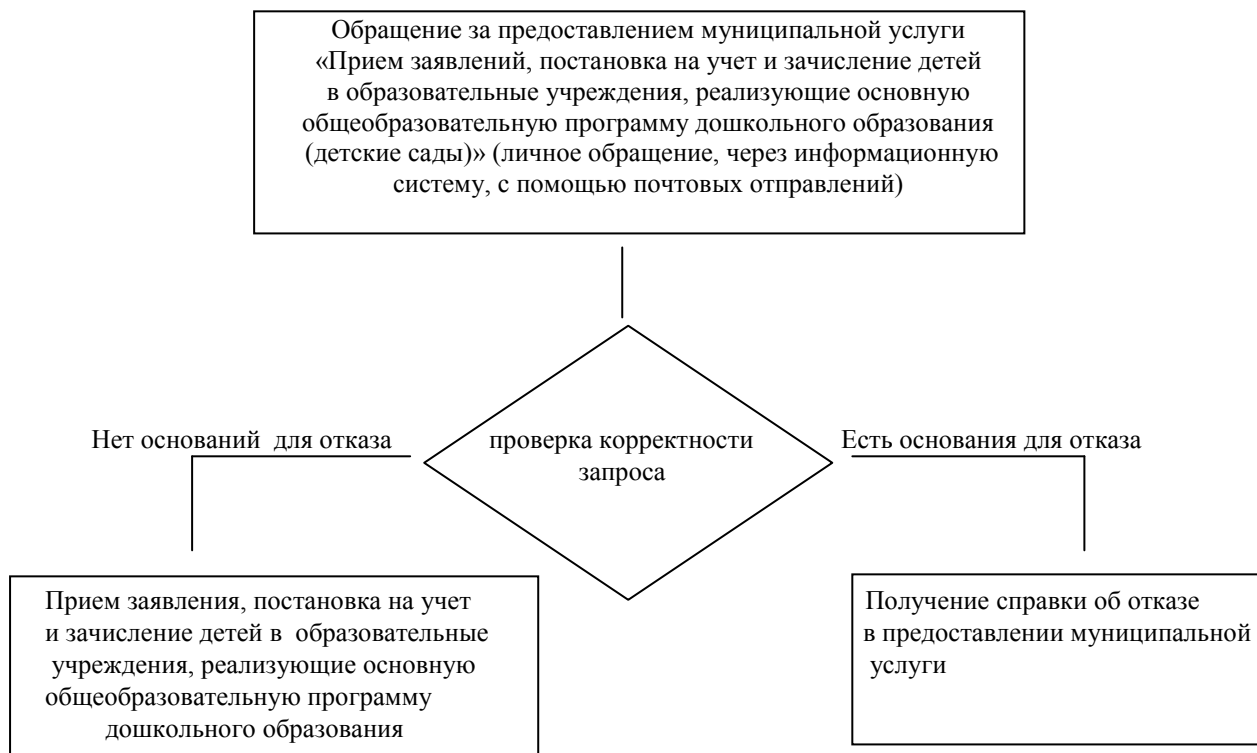 Обращение за предоставлением муниципальной услуги
«Прием заявлений, постановка на учет и зачисление детей
в образовательные учреждения, реализующие основную
общеобразовательную программу дошкольного образования
(детские сады)» (личное обращение, через информационную
систему, с помощью почтовых отправлений)
Нет оснований для отказа
проверка корректности
запроса
Есть основания для отказа
Прием заявления, постановка на учет
и зачисление детей в образовательные
учреждения, реализующие основную
общеобразовательную программу
дошкольного образования
Получение справки об отказе
в предоставлении муниципальной
услуги